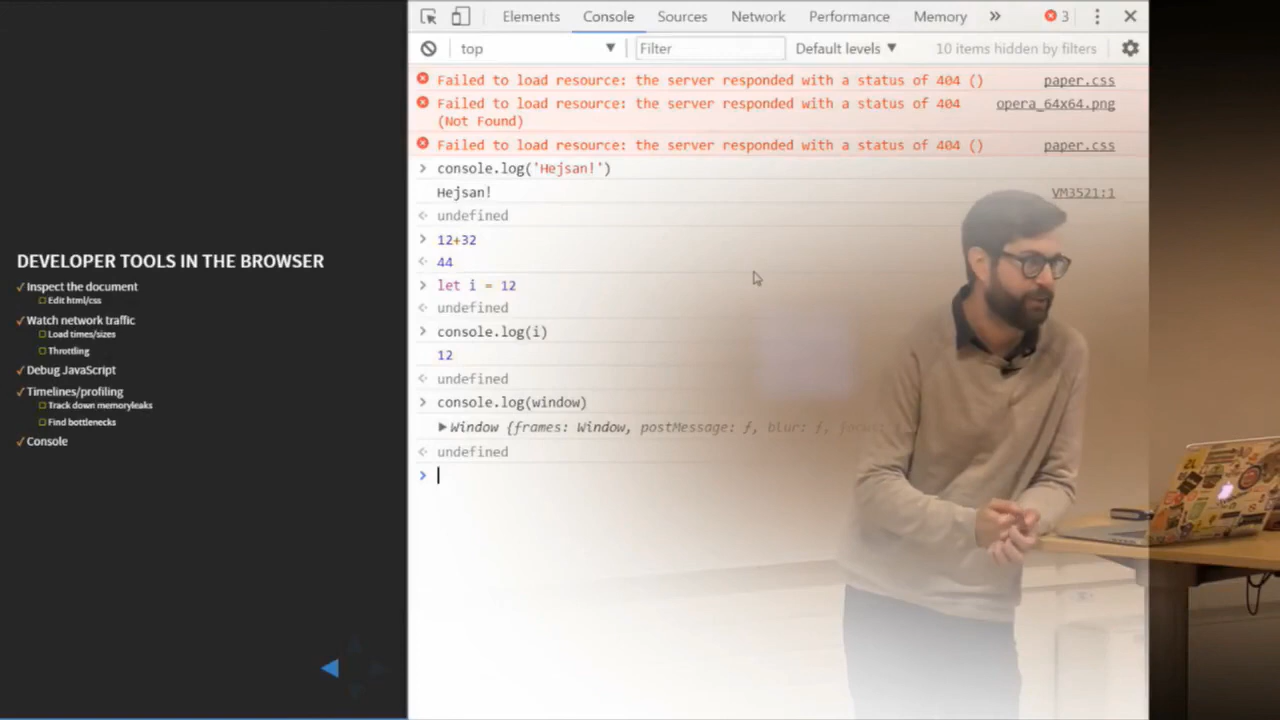 DEVELOPER TOOLS IN THE BROWSER
Inspect the document
Edit html/css
Watch network traffic
Load times/sizes
Throttling
Debug JavaScript
Timelines/profiling
Track down memoryleaks
Find bottlenecks
Console
Elements Console Sources Network Performance Memory » 3
top Filter Default levels ▼ 10 items hidden by filters
Failed to load resource: the server responded with a status of 404 () paper.css
Failed to load resource: the server responded with a status of 404 opera_64x64.png
(Not Found)
Failed to load resource: the server responded with a status of 404 () paper.css
> console.log('Hejsan!')
Hejsan! VM3521:1
undefined
> 12+32
44
> let i = 12
undefined
> console.log(i)
12
undefined
> console.log(window)
▶Window {frames: Window, postMessage: ƒ, blur: ƒ, focus:
undefined
>